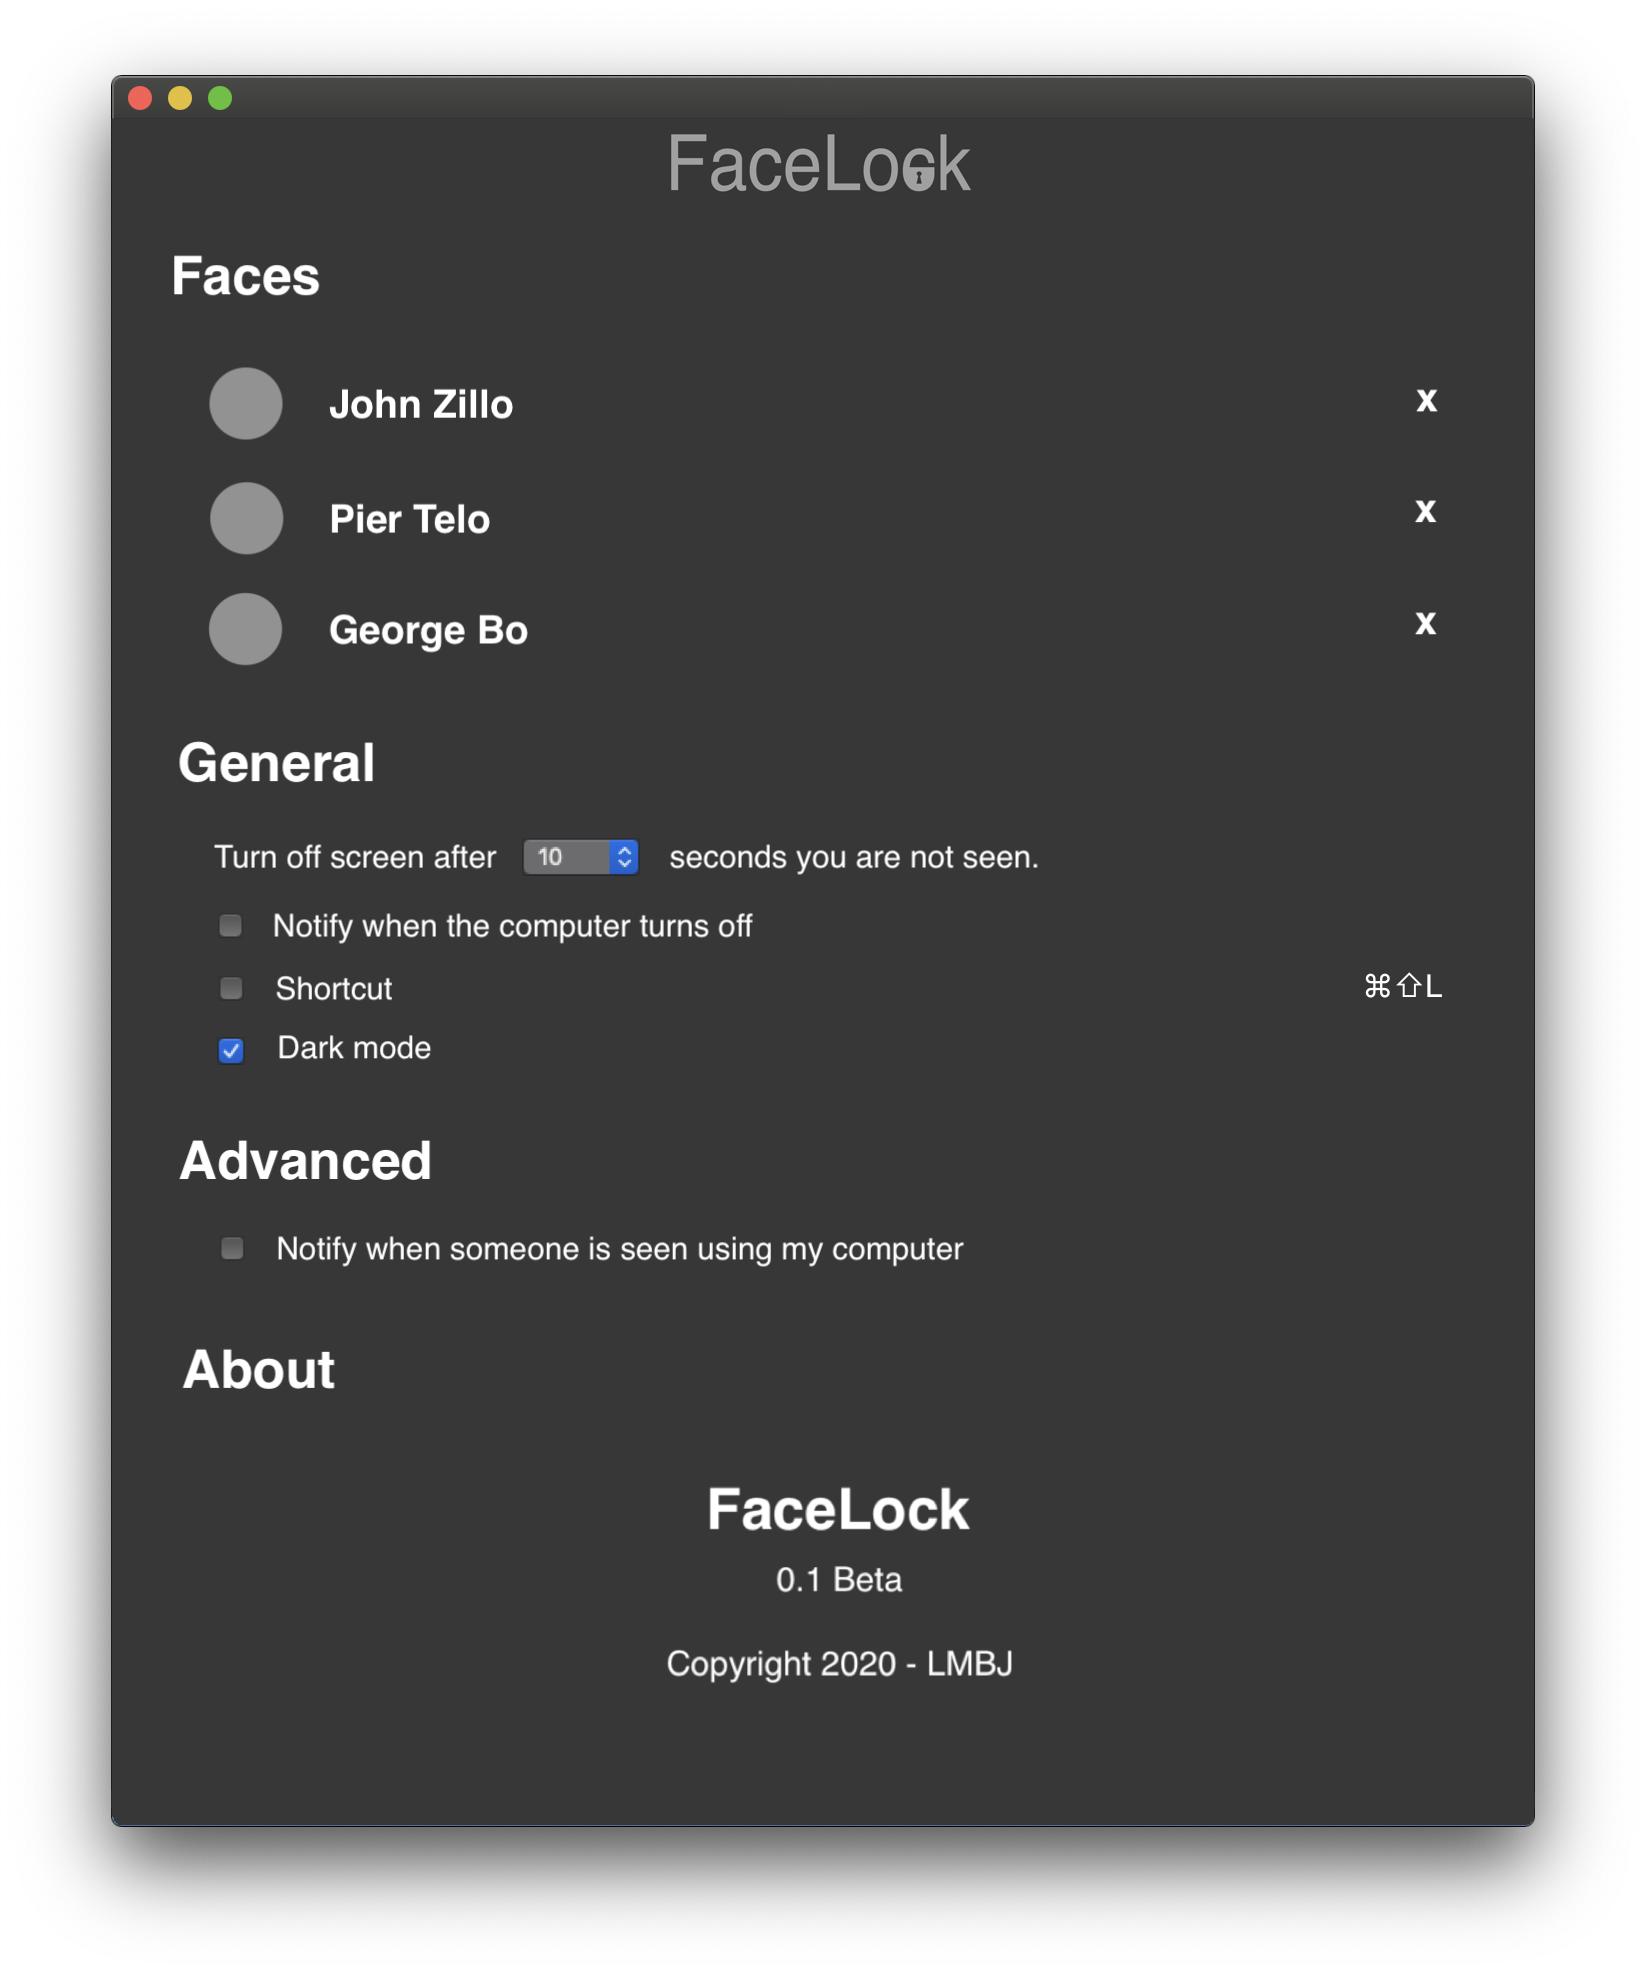 FaceLock
Faces
John Zillo x
Pier Telo x
George Bo x
General
Turn off screen after 10 seconds you are not seen.
Notify when the computer turns off
Shortcut ⌘⇧L
Dark mode
Advanced
Notify when someone is seen using my computer
About
FaceLock
0.1 Beta
Copyright 2020 - LMBJ